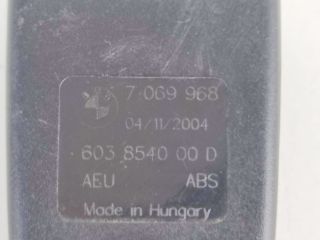 7 069 968
04/11/2004
603 8540 00 D
AEU ABS
Made in Hungary